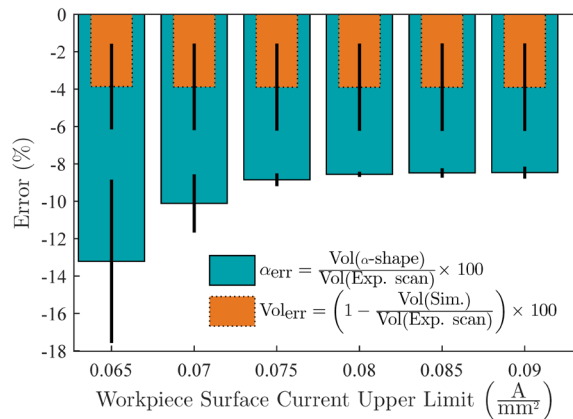 0
-2
-4
-6
-8
-10
-12
-14
-16
-18
Error (%)
α_err = Vol(α-shape) / Vol(Exp. scan) × 100
Vol_err = (1 − Vol(Sim.) / Vol(Exp. scan)) × 100
0.065 0.07 0.075 0.08 0.085 0.09
Workpiece Surface Current Upper Limit (A / mm²)